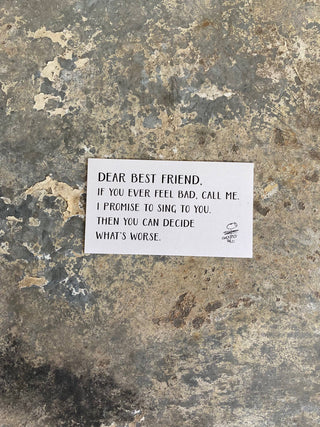 DEAR BEST FRIEND,
IF YOU EVER FEEL BAD, CALL ME.
I PROMISE TO SING TO YOU.
THEN YOU CAN DECIDE
WHAT'S WORSE.